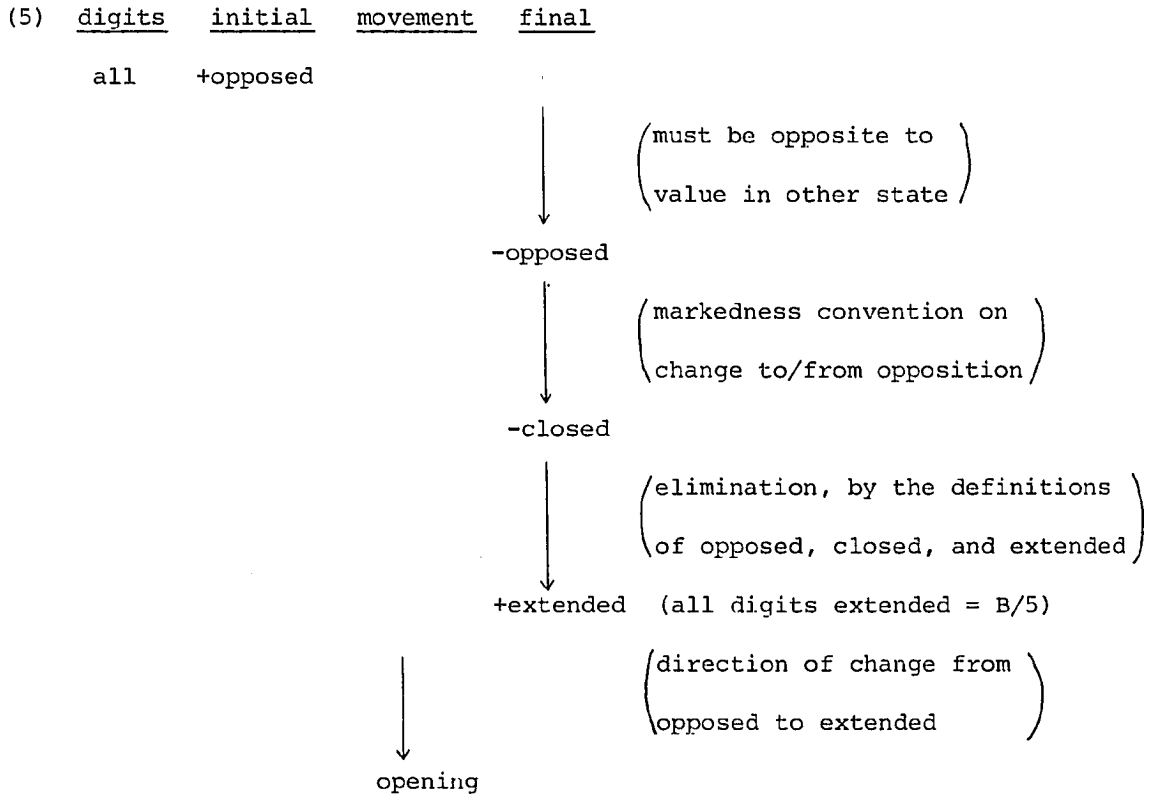 (5) digits initial movement final
all +opposed
(must be opposite to
value in other state)
-opposed
(markedness convention on
change to/from opposition)
-closed
(elimination, by the definitions
of opposed, closed, and extended)
+extended (all digits extended = B/5)
(direction of change from
opposed to extended)
opening